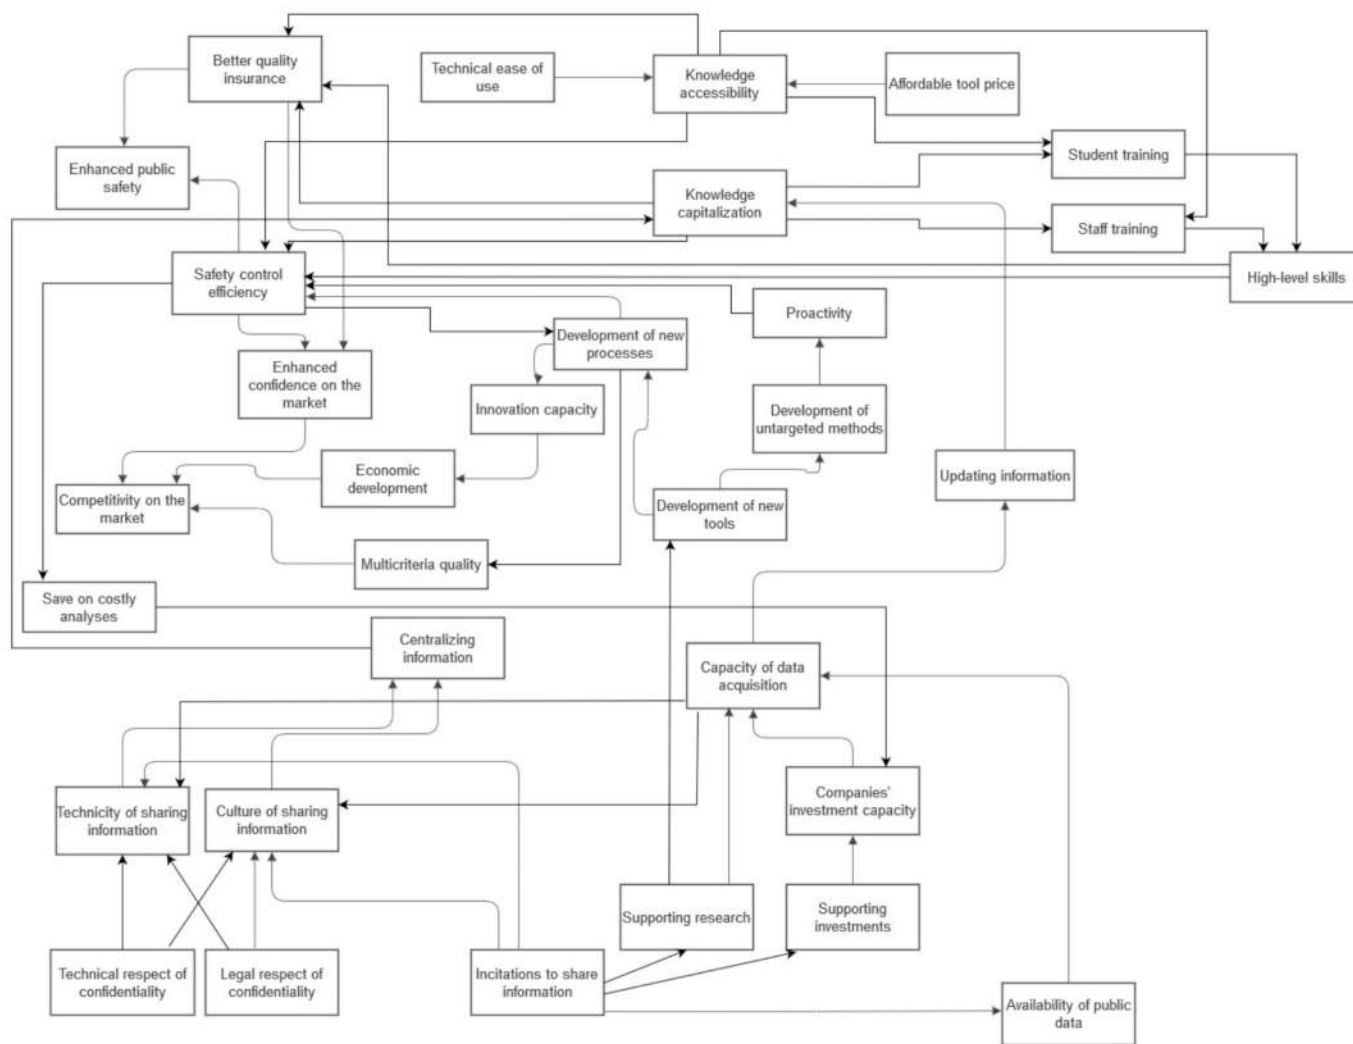 Better quality
insurance
Technical ease of
use
Knowledge
accessibility
Affordable tool price
Enhanced public
safety
Student training
Knowledge
capitalization
Staff training
Safety control
efficiency
High-level skills
Proactivity
Development of new
processes
Enhanced
confidence on the
market
Innovation capacity
Development of
untargeted methods
Economic
development
Updating information
Competitivity on the
market
Development of new
tools
Multicriteria quality
Save on costly
analyses
Centralizing
information
Capacity of data
acquisition
Technicity of sharing
information
Culture of sharing
information
Companies'
investment capacity
Supporting research
Supporting
investments
Technical respect of
confidentiality
Legal respect of
confidentiality
Incitations to share
information
Availability of public
data